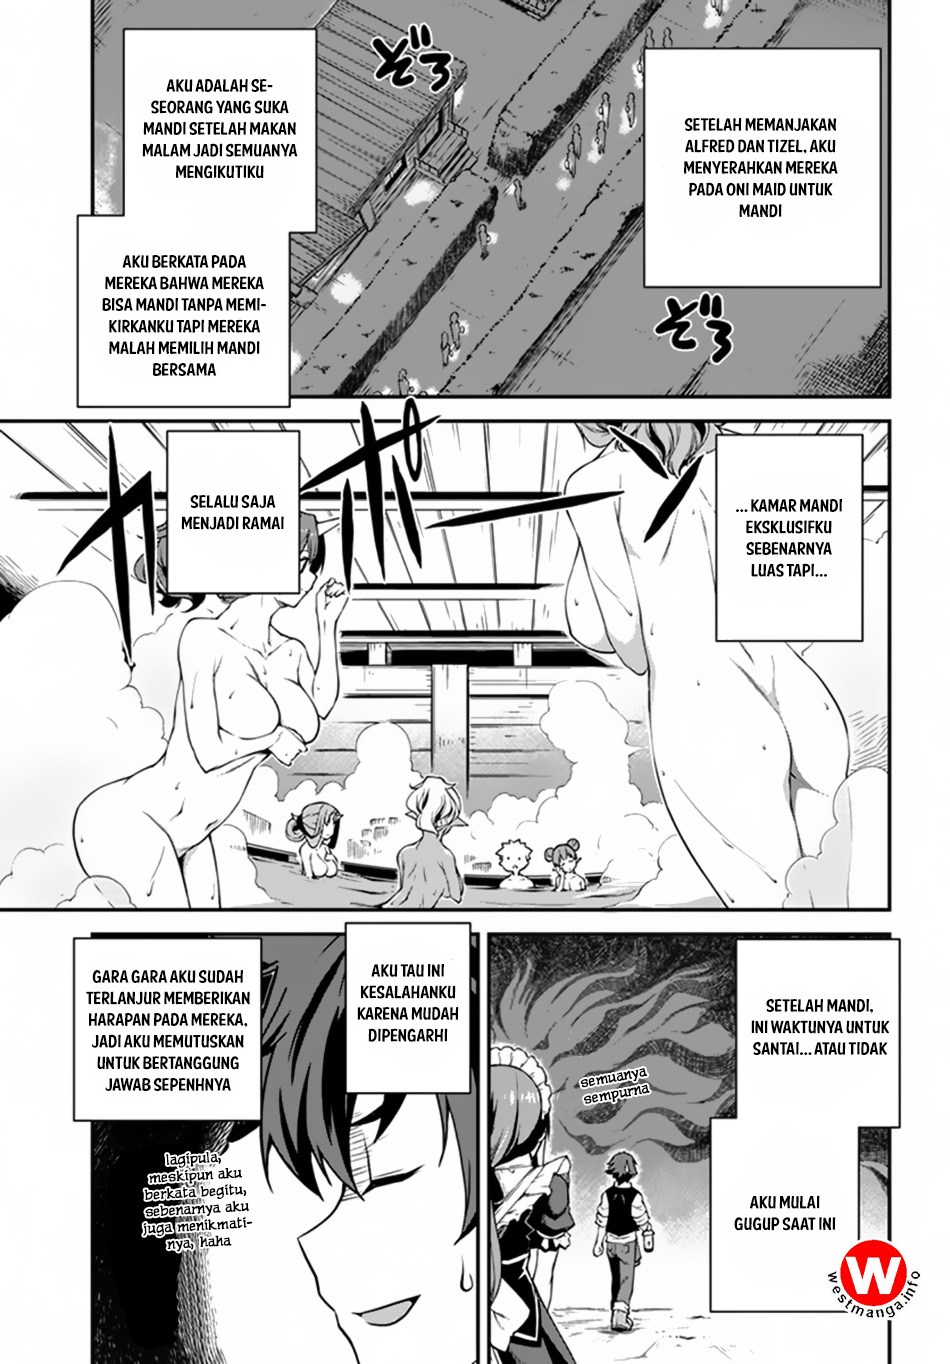 SETELAH MEMANJAKAN
ALFRED DAN TIZEL, AKU
MENYERAHKAN MEREKA
PADA ONI MAID UNTUK
MANDI
ぞろ
ぞろ
AKU ADALAH SE-
SEORANG YANG SUKA
MANDI SETELAH MAKAN
MALAM JADI SEMUANYA
MENGIKUTIKU
AKU BERKATA PADA
MEREKA BAHWA MEREKA
BISA MANDI TANPA MEMI-
KIRKANKU TAPI MEREKA
MALAH MEMILIH MANDI
BERSAMA
... KAMAR MANDI
EKSKLUSIFKU
SEBENARNYA
LUAS TAPI...
SELALU SAJA
MENJADI RAMAI
SETELAH MANDI,
INI WAKTUNYA UNTUK
SANTAI... ATAU TIDAK
semuanya
sempurna
AKU MULAI
GUGUP SAAT INI
AKU TAU INI
KESALAHANKU
KARENA MUDAH
DIPENGARHI
GARA GARA AKU SUDAH
TERLANJUR MEMBERIKAN
HARAPAN PADA MEREKA,
JADI AKU MEMUTUSKAN
UNTUK BERTANGGUNG
JAWAB SEPENHNYA
lagipula,
meskipun aku
berkata begitu,
sebenarnya aku
juga menikmati-
nya, haha
W
westmanga.info